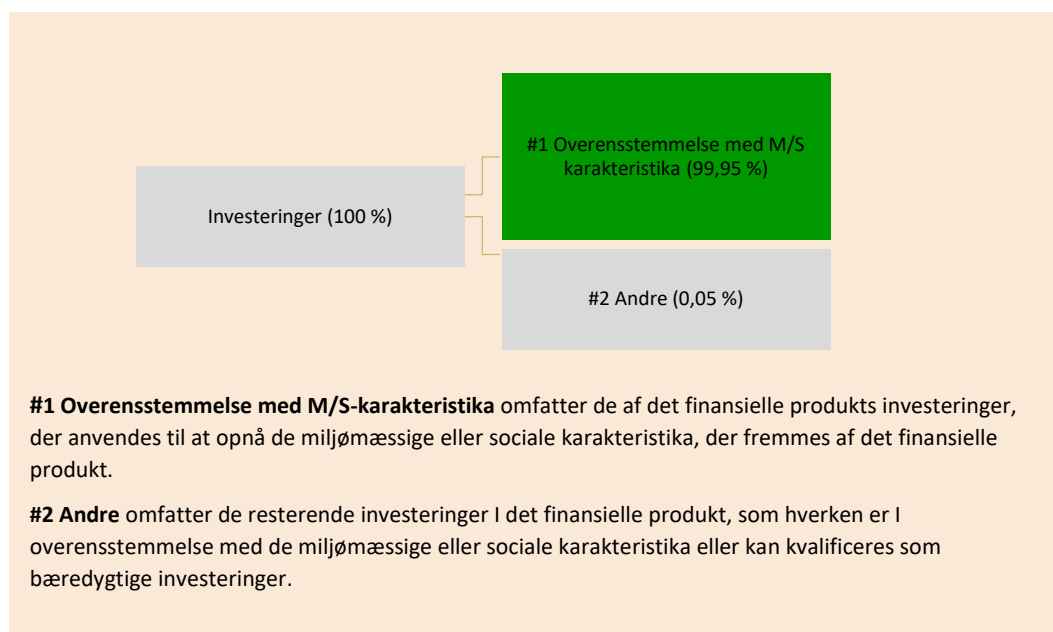 #1 Overensstemmelse med M/S
karakteristika (99,95 %)
Investeringer (100 %)
#2 Andre (0,05 %)
#1 Overensstemmelse med M/S-karakteristika omfatter de af det finansielle produkts investeringer,
der anvendes til at opnå de miljømæssige eller sociale karakteristika, der fremmes af det finansielle
produkt.
#2 Andre omfatter de resterende investeringer I det finansielle produkt, som hverken er I
overensstemmelse med de miljømæssige eller sociale karakteristika eller kan kvalificeres som
bæredygtige investeringer.